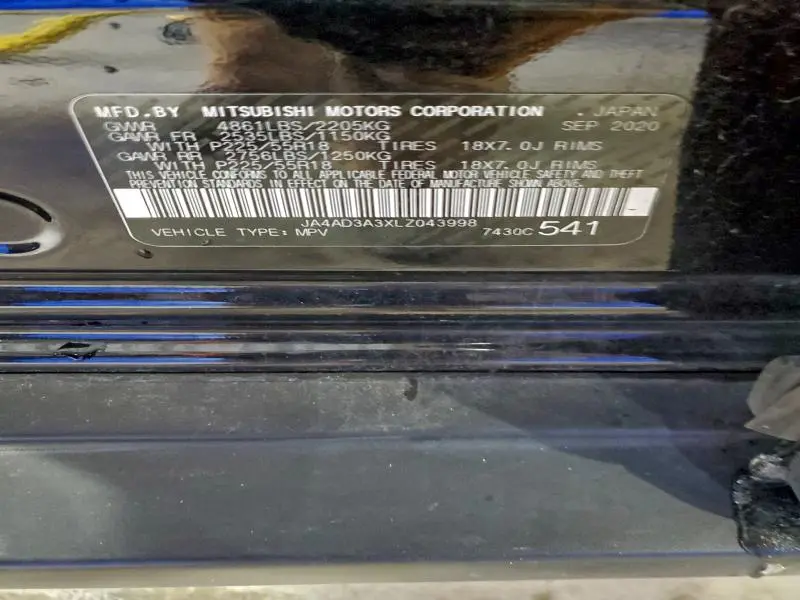 MFD.BY MITSUBISHI MOTORS CORPORATION. JAPAN
GVWR 4861LBS/2205KG SEP 2020
GAWR FR 2535LBS/1150KG
WITH P225/55R18 TIRES 18X7.0J RIMS
GAWR RR 2756LBS/1250KG
WITH P225/55R18 TIRES 18X7.0J RIMS
THIS VEHICLE CONFORMS TO ALL APPLICABLE FEDERAL MOTOR VEHICLE SAFETY AND THEFT
PREVENTION STANDARDS IN EFFECT ON THE DATE OF MANUFACTURE SHOWN ABOVE.
JA4AD3A3XLZ043998
VEHICLE TYPE: MPV 7430C 541